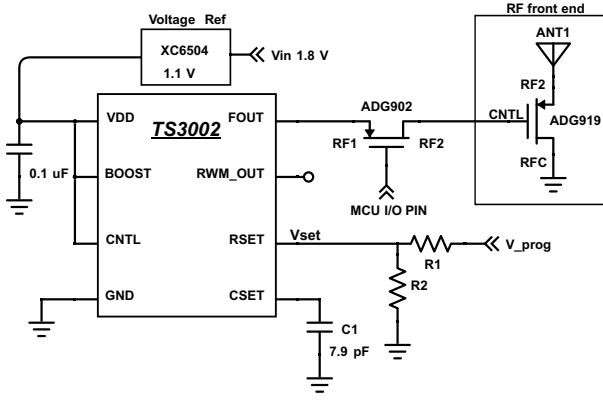 RF front end
Voltage Ref
ANT1
XC6504
1.1 V
Vin 1.8 V
RF2
ADG902
CNTL
ADG919
VDD
TS3002
FOUT
RF1
RF2
RFC
0.1 uF
BOOST
RWM_OUT
MCU I/O PIN
CNTL
RSET
Vset
V_prog
R1
R2
GND
CSET
C1
7.9 pF